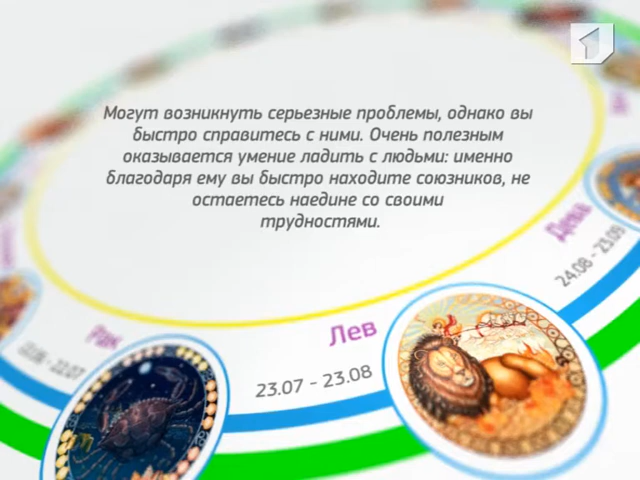 Могут возникнуть серьезные проблемы, однако вы
быстро справитесь с ними. Очень полезным
оказывается умение ладить с людьми: именно
благодаря ему вы быстро находите союзников, не
остаетесь наедине со своими
трудностями.
Дева
24.08 - 23.09
Лев
23.07 - 23.08
Рак